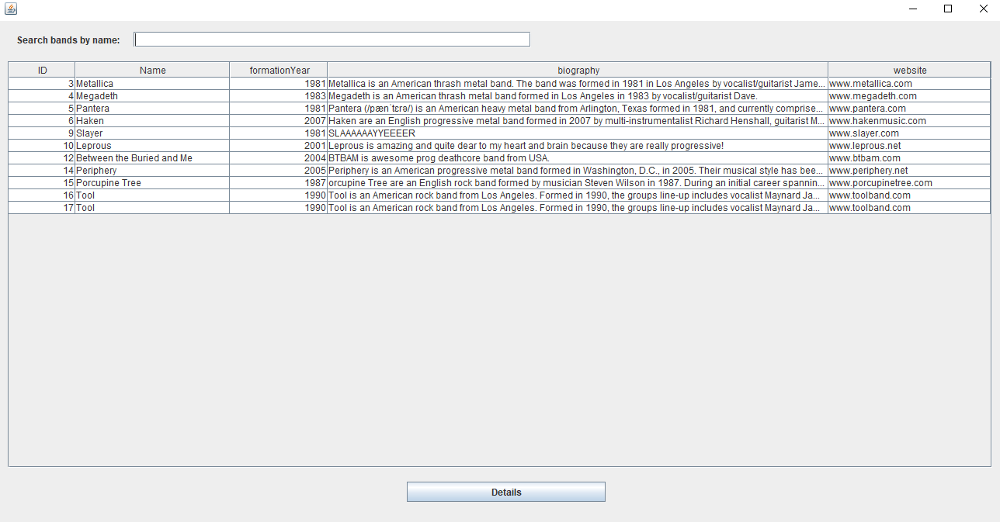 Search bands by name:
ID Name formationYear biography website
3 Metallica 1981 Metallica is an American thrash metal band. The band was formed in 1981 in Los Angeles by vocalist/guitarist Jame... www.metallica.com
4 Megadeth 1983 Megadeth is an American thrash metal band formed in Los Angeles in 1983 by vocalist/guitarist Dave. www.megadeth.com
5 Pantera 1981 Pantera (/pænˈtɛrə/) is an American heavy metal band from Arlington, Texas formed in 1981, and currently comprise... www.pantera.com
6 Haken 2007 Haken are an English progressive metal band formed in 2007 by multi-instrumentalist Richard Henshall, guitarist M... www.hakenmusic.com
9 Slayer 1981 SLAAAAAAYYEEEER www.slayer.com
10 Leprous 2001 Leprous is amazing and quite dear to my heart and brain because they are really progressive! www.leprous.net
12 Between the Buried and Me 2004 BTBAM is awesome prog deathcore band from USA. www.btbam.com
14 Periphery 2005 Periphery is an American progressive metal band formed in Washington, D.C., in 2005. Their musical style has bee... www.periphery.net
15 Porcupine Tree 1987 orcupine Tree are an English rock band formed by musician Steven Wilson in 1987. During an initial career spannin... www.porcupinetree.com
16 Tool 1990 Tool is an American rock band from Los Angeles. Formed in 1990, the groups line-up includes vocalist Maynard Ja... www.toolband.com
17 Tool 1990 Tool is an American rock band from Los Angeles. Formed in 1990, the groups line-up includes vocalist Maynard Ja... www.toolband.com
Details